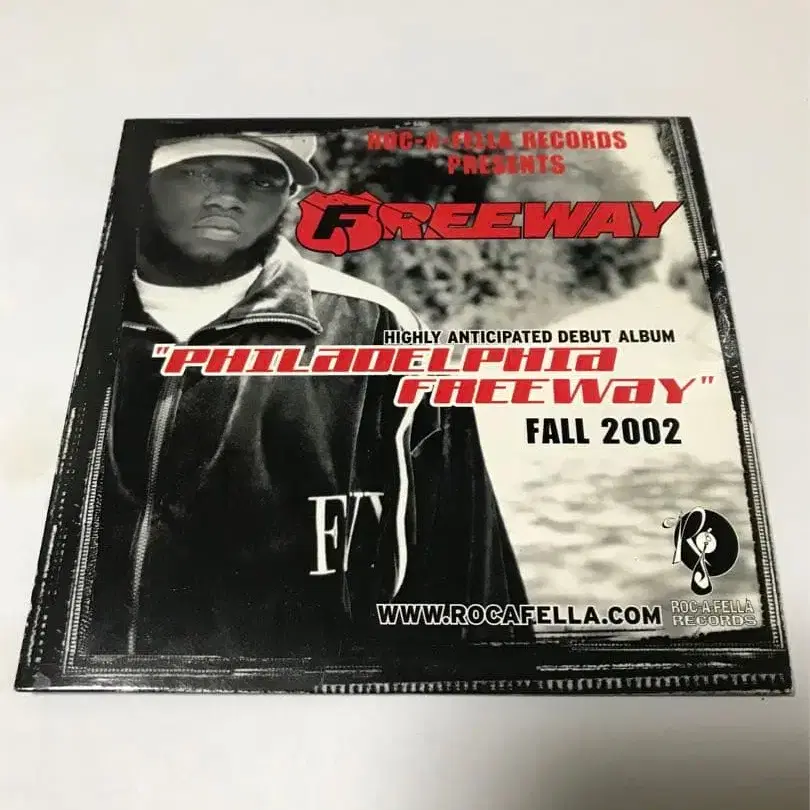 ROC-A-FELLA RECORDS
PRESENTS
FREEWAY
HIGHLY ANTICIPATED DEBUT ALBUM
"PHILADELPHIA
FREEWAY"
FALL 2002
R
ROC-A-FELLA
RECORDS
WWW.ROCAFELLA.COM